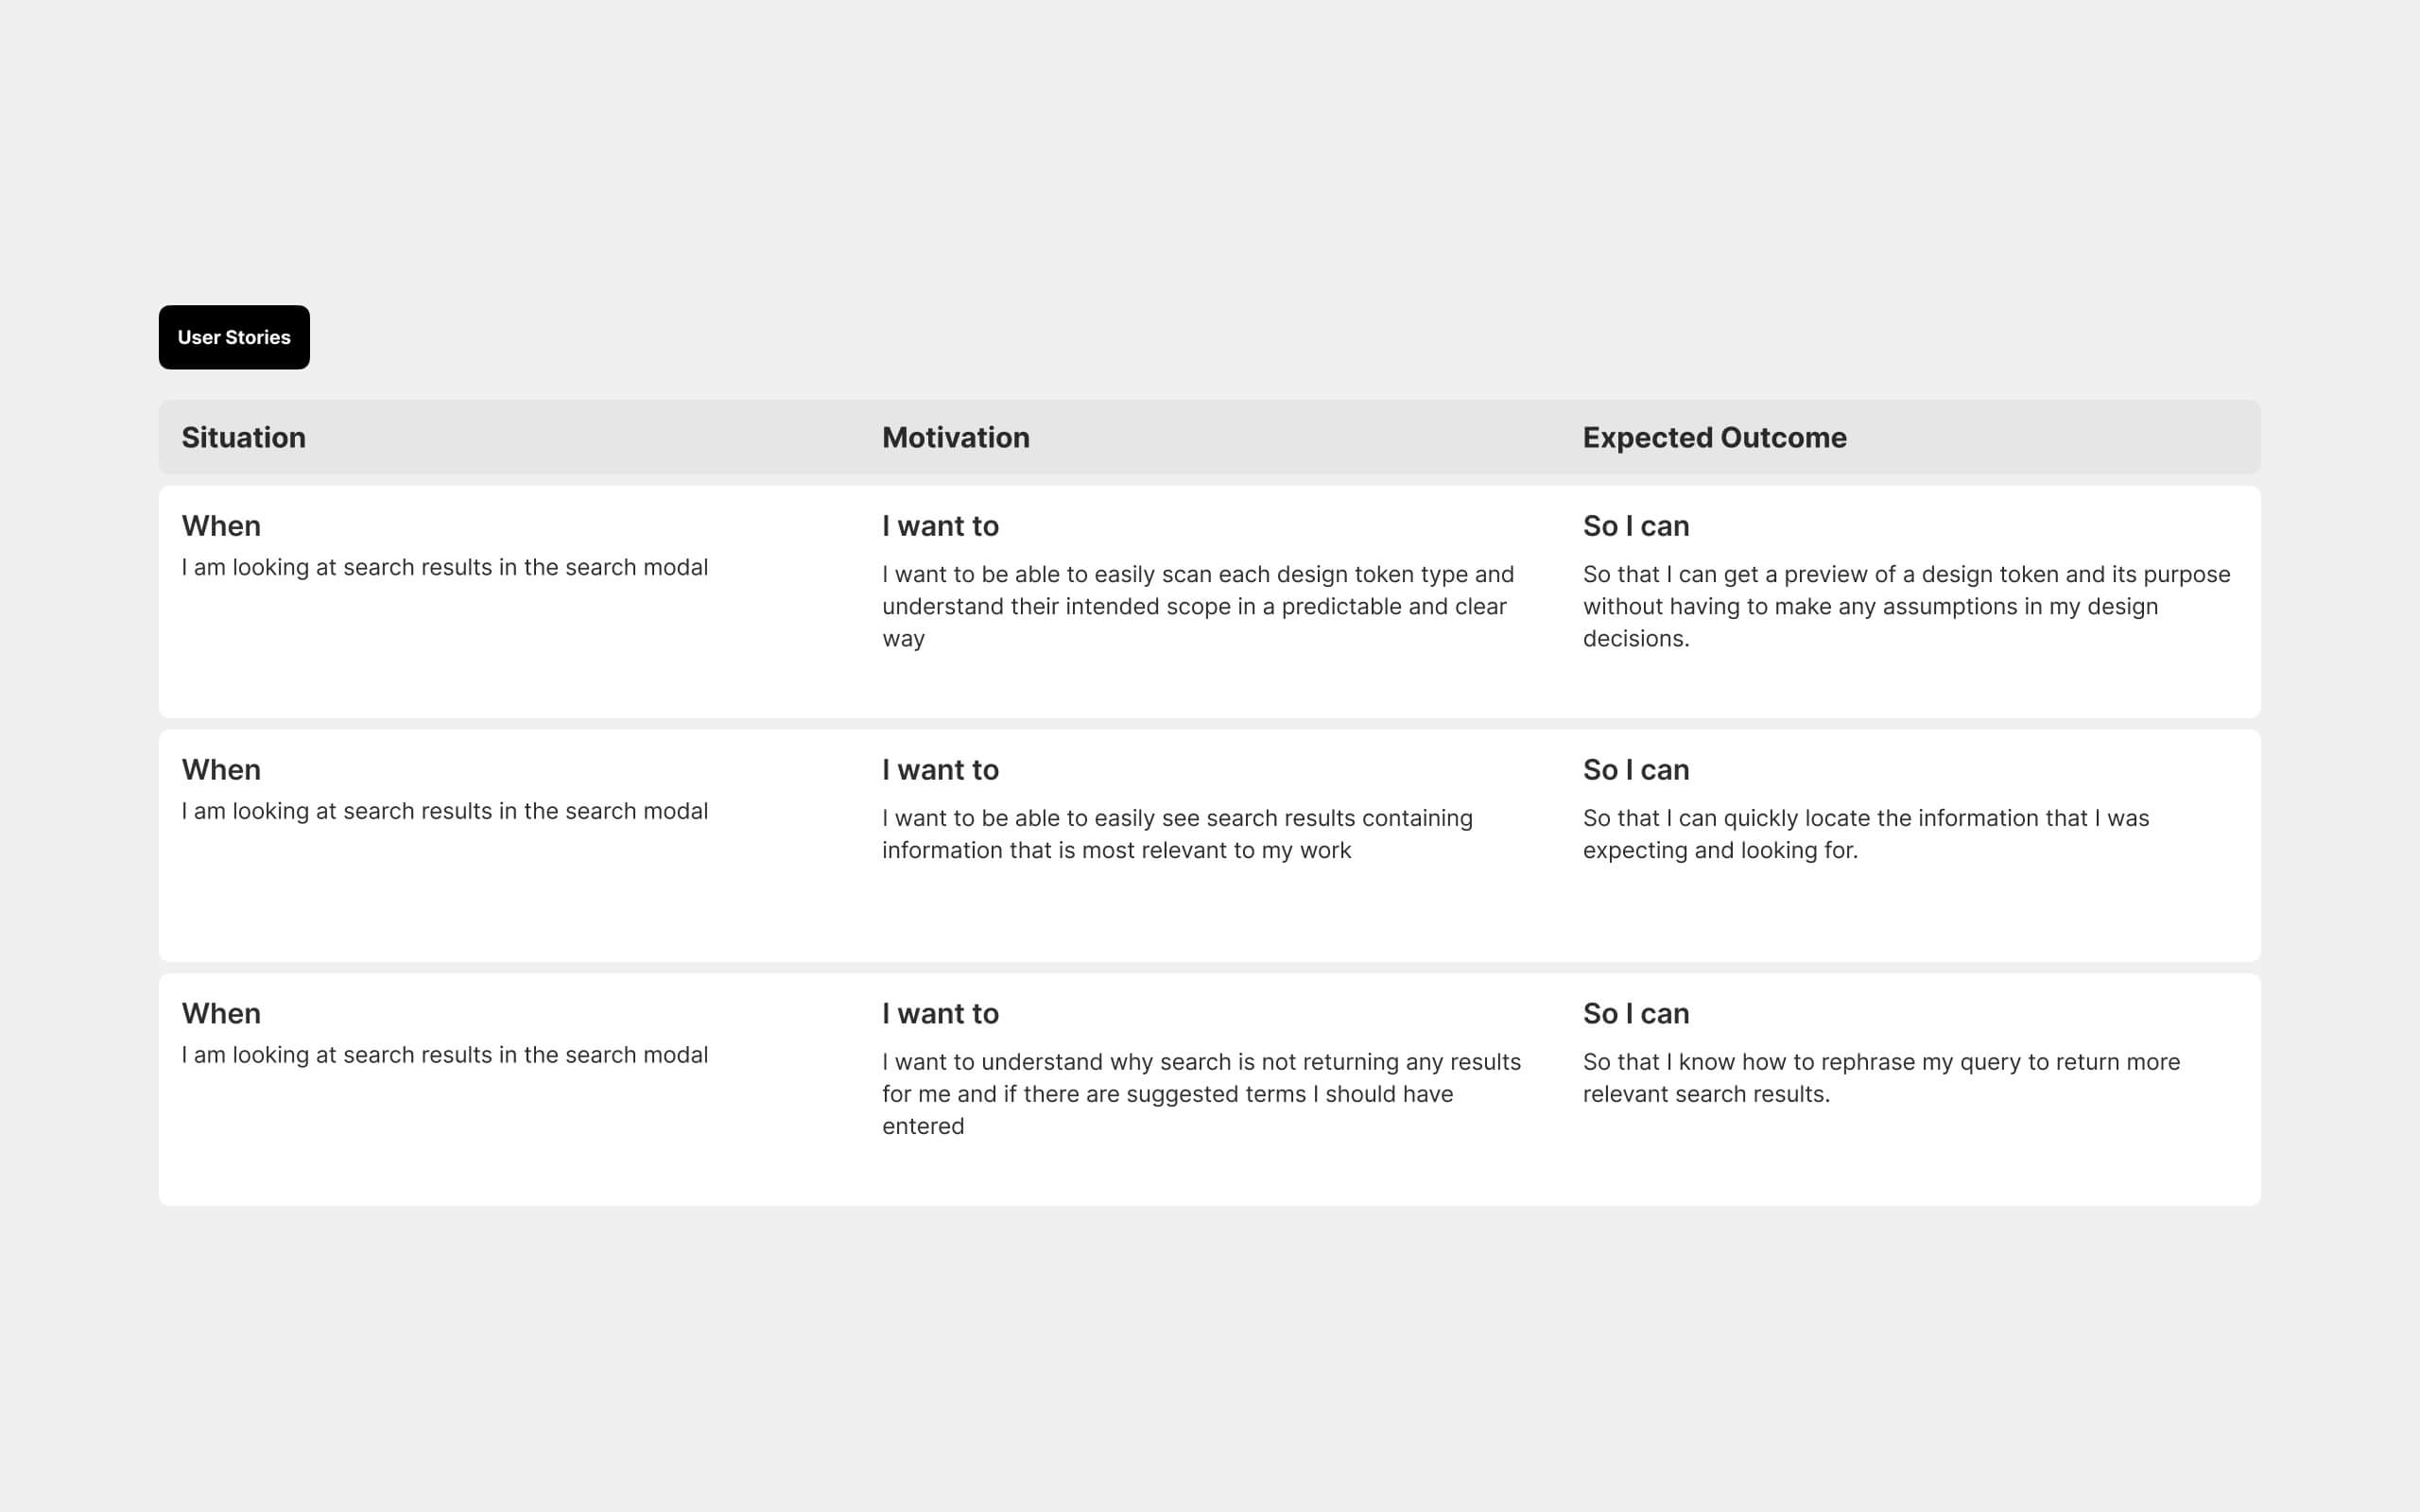 User Stories
Situation
Motivation
Expected Outcome
When
I am looking at search results in the search modal
I want to
I want to be able to easily scan each design token type and
understand their intended scope in a predictable and clear
way
So I can
So that I can get a preview of a design token and its purpose
without having to make any assumptions in my design
decisions.
When
I am looking at search results in the search modal
I want to
I want to be able to easily see search results containing
information that is most relevant to my work
So I can
So that I can quickly locate the information that I was
expecting and looking for.
When
I am looking at search results in the search modal
I want to
I want to understand why search is not returning any results
for me and if there are suggested terms I should have
entered
So I can
So that I know how to rephrase my query to return more
relevant search results.